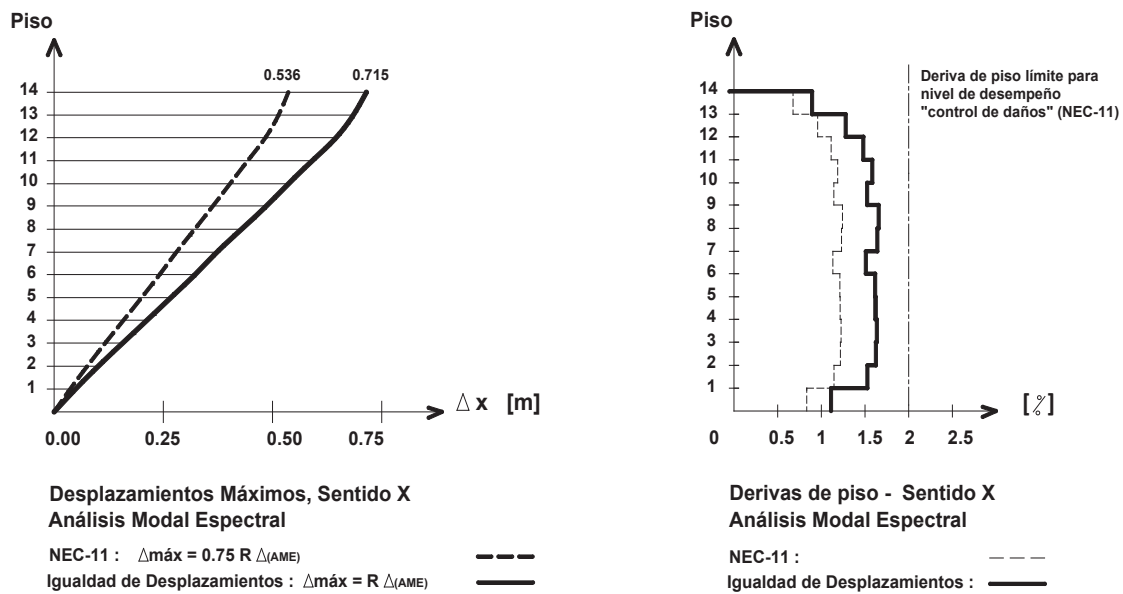 Piso
0.536
0.715
14
13
12
11
10
9
8
7
6
5
4
3
2
1
0.00
0.25
0.50
0.75
Δ x [m]
Desplazamientos Máximos, Sentido X
Análisis Modal Espectral
NEC-11 : Δmáx = 0.75 R Δ(AME)
Igualdad de Desplazamientos : Δmáx = R Δ(AME)
Piso
14
13
12
11
10
9
8
7
6
5
4
3
2
1
0
0.5
1
1.5
2
2.5
[%]
Deriva de piso límite para
nivel de desempeño
"control de daños" (NEC-11)
Derivas de piso - Sentido X
Análisis Modal Espectral
NEC-11 :
Igualdad de Desplazamientos :